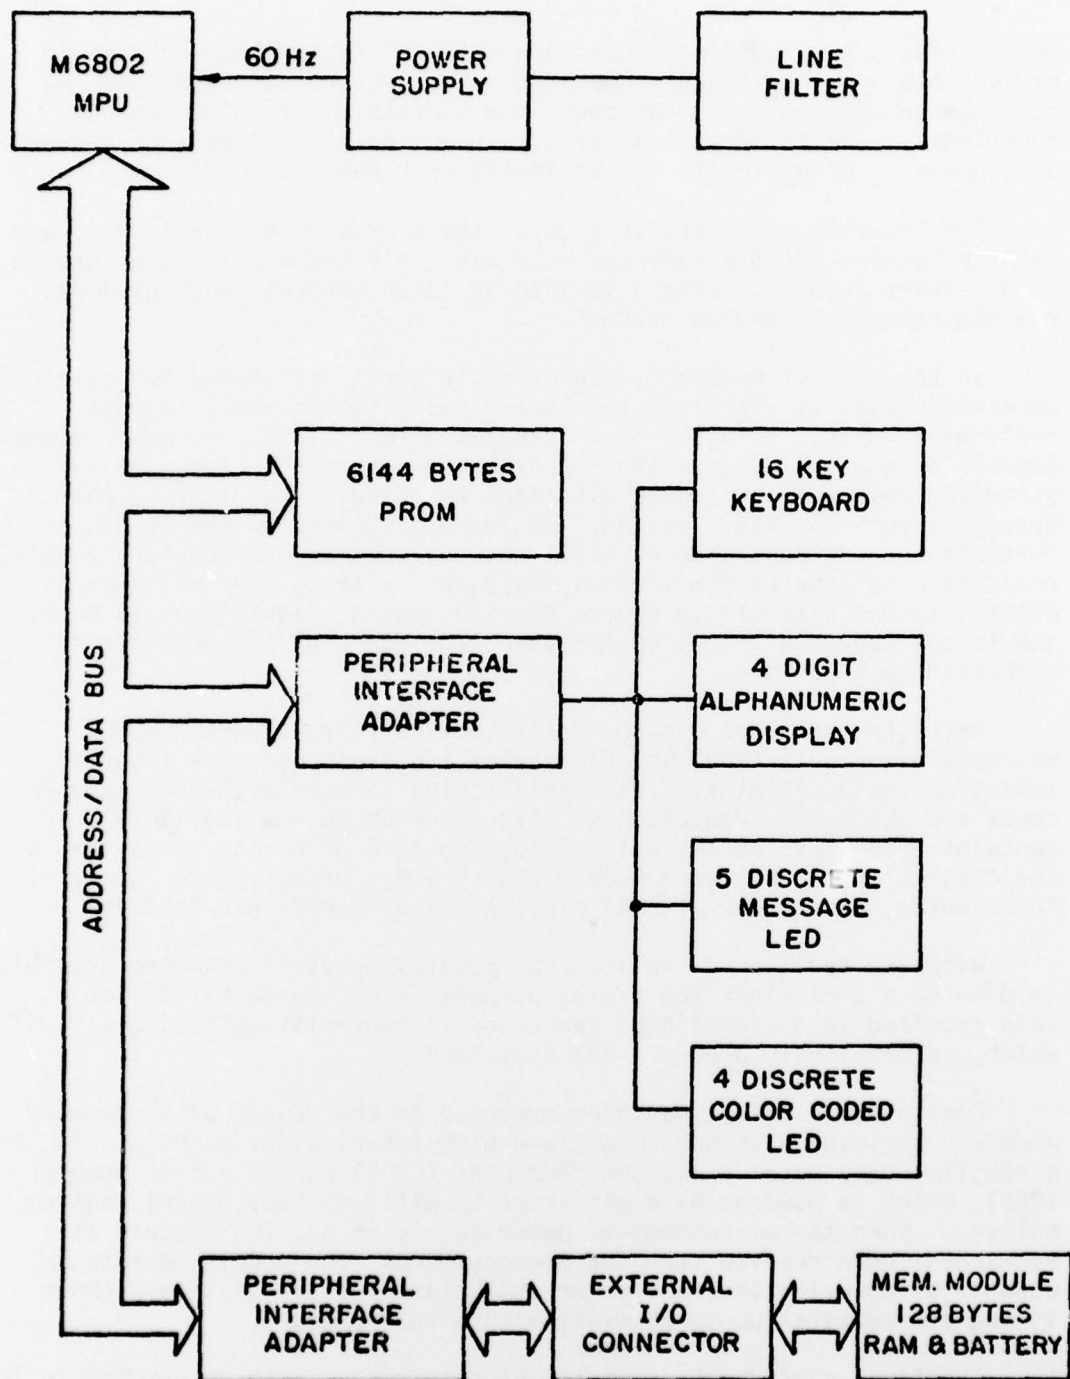 M6802
MPU
60 Hz
POWER
SUPPLY
LINE
FILTER
6144 BYTES
PROM
16 KEY
KEYBOARD
ADDRESS/DATA BUS
PERIPHERAL
INTERFACE
ADAPTER
4 DIGIT
ALPHANUMERIC
DISPLAY
5 DISCRETE
MESSAGE
LED
4 DISCRETE
COLOR CODED
LED
PERIPHERAL
INTERFACE
ADAPTER
EXTERNAL
I/O
CONNECTOR
MEM. MODULE
128 BYTES
RAM & BATTERY